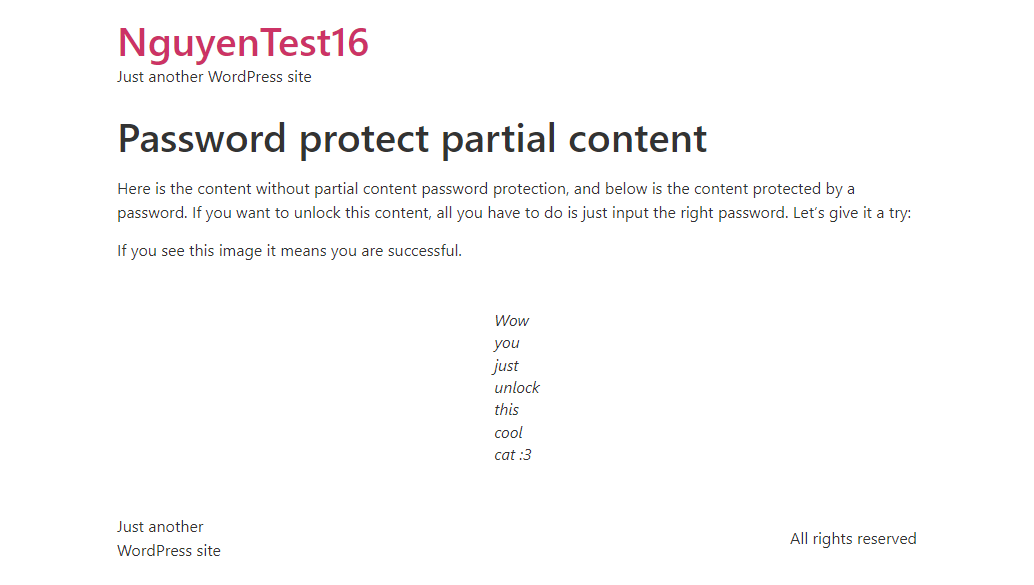 NguyenTest16
Just another WordPress site
Password protect partial content
Here is the content without partial content password protection, and below is the content protected by a
password. If you want to unlock this content, all you have to do is just input the right password. Let’s give it a try:
If you see this image it means you are successful.
Wow
you
just
unlock
this
cool
cat :3
Just another
WordPress site
All rights reserved